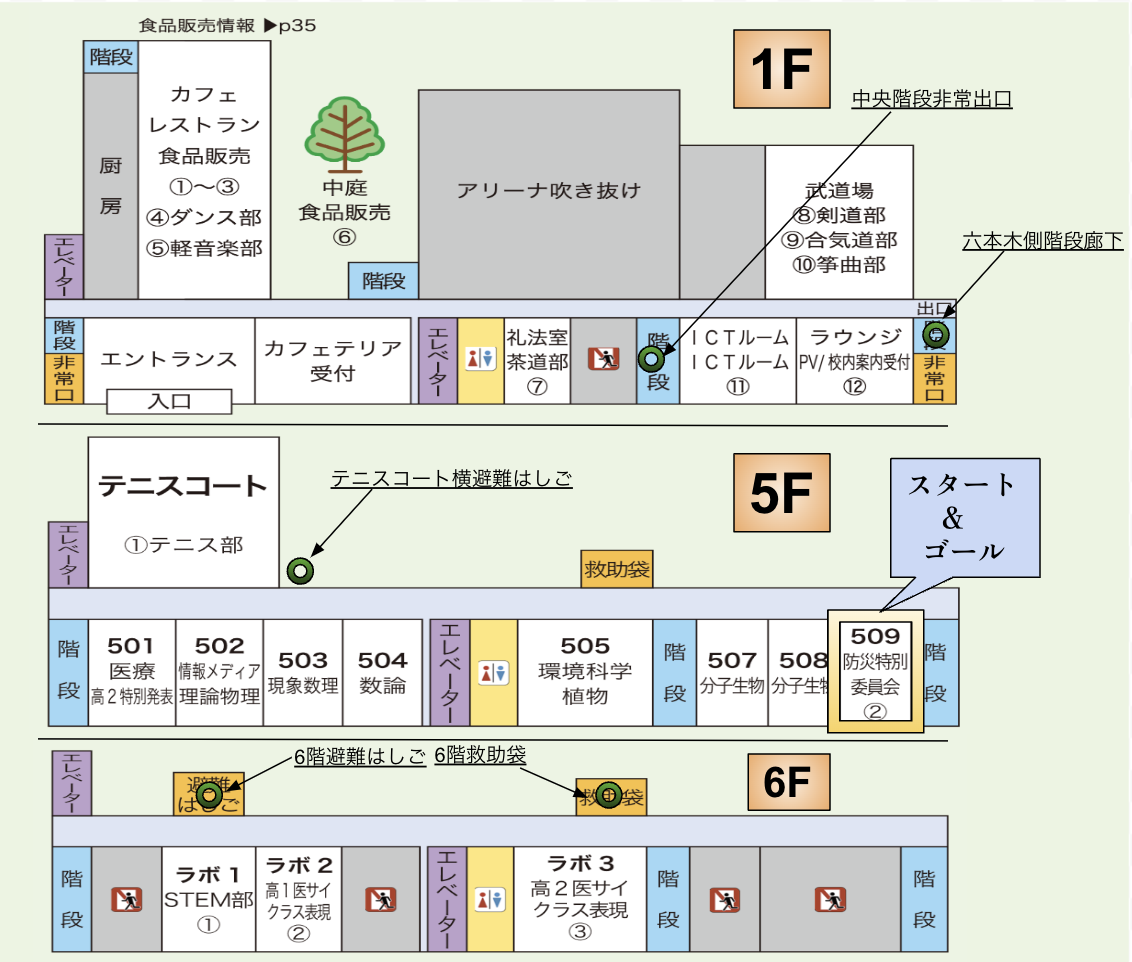 食品販売情報 ▶p35
1F
階段
厨
房
カフェ
レストラン
食品販売
①〜③
④ダンス部
⑤軽音楽部
中庭
食品販売
⑥
アリーナ吹き抜け
中央階段非常出口
武道場
⑧剣道部
⑨合気道部
⑩筝曲部
六本木側階段廊下
エレベーター
階段
出口
階段
非常口
エントランス
入口
カフェテリア
受付
エレベーター
礼法室
茶道部
⑦
階段
ICTルーム
ICTルーム
⑪
ラウンジ
PV/校内案内受付
⑫
非常口
5F
テニスコート
①テニス部
テニスコート横避難はしご
エレベーター
救助袋
スタート
&
ゴール
階段
501
医療
高2特別発表
502
情報メディア
理論物理
503
現象数理
504
数論
エレベーター
505
環境科学
植物
階段
507
分子生物
508
分子生物
509
防災特別
委員会
②
階段
6F
エレベーター
避難
はしご
6階避難はしご
6階救助袋
救助袋
階段
ラボ1
STEM部
①
ラボ2
高1医サイ
クラス表現
②
エレベーター
ラボ3
高2医サイ
クラス表現
③
階段
階段